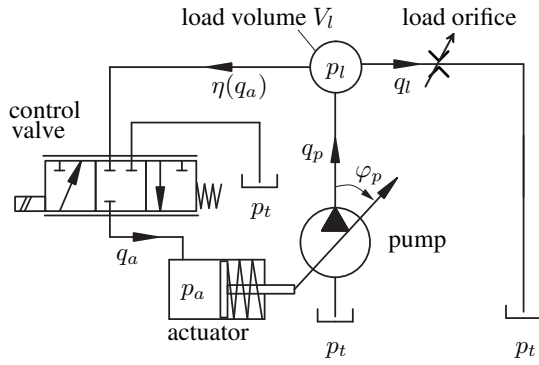 load volume V_l
load orifice
p_l
η(q_a)
q_l
control
valve
q_p
φ_p
p_t
pump
q_a
p_a
actuator
p_t
p_t